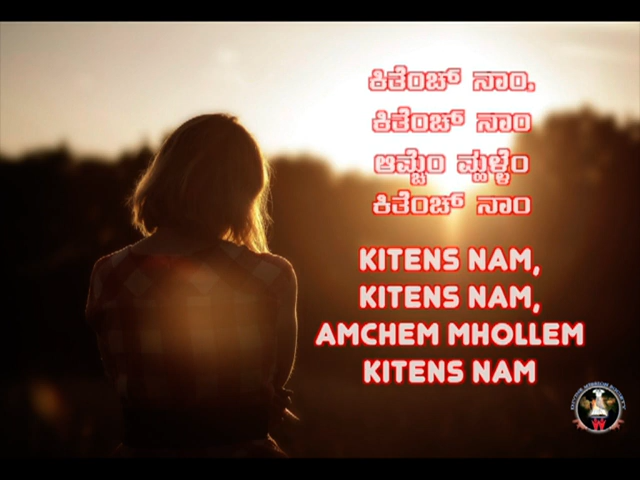 ಕಿತೆಂಚ್ ನಾಂ,
ಕಿತೆಂಚ್ ನಾಂ
ಆಮ್ಚೆಂ ಮ್ಹಳ್ಳೆಂ
ಕಿತೆಂಚ್ ನಾಂ
KITENS NAM,
KITENS NAM,
AMCHEM MHOLLEM
KITENS NAM